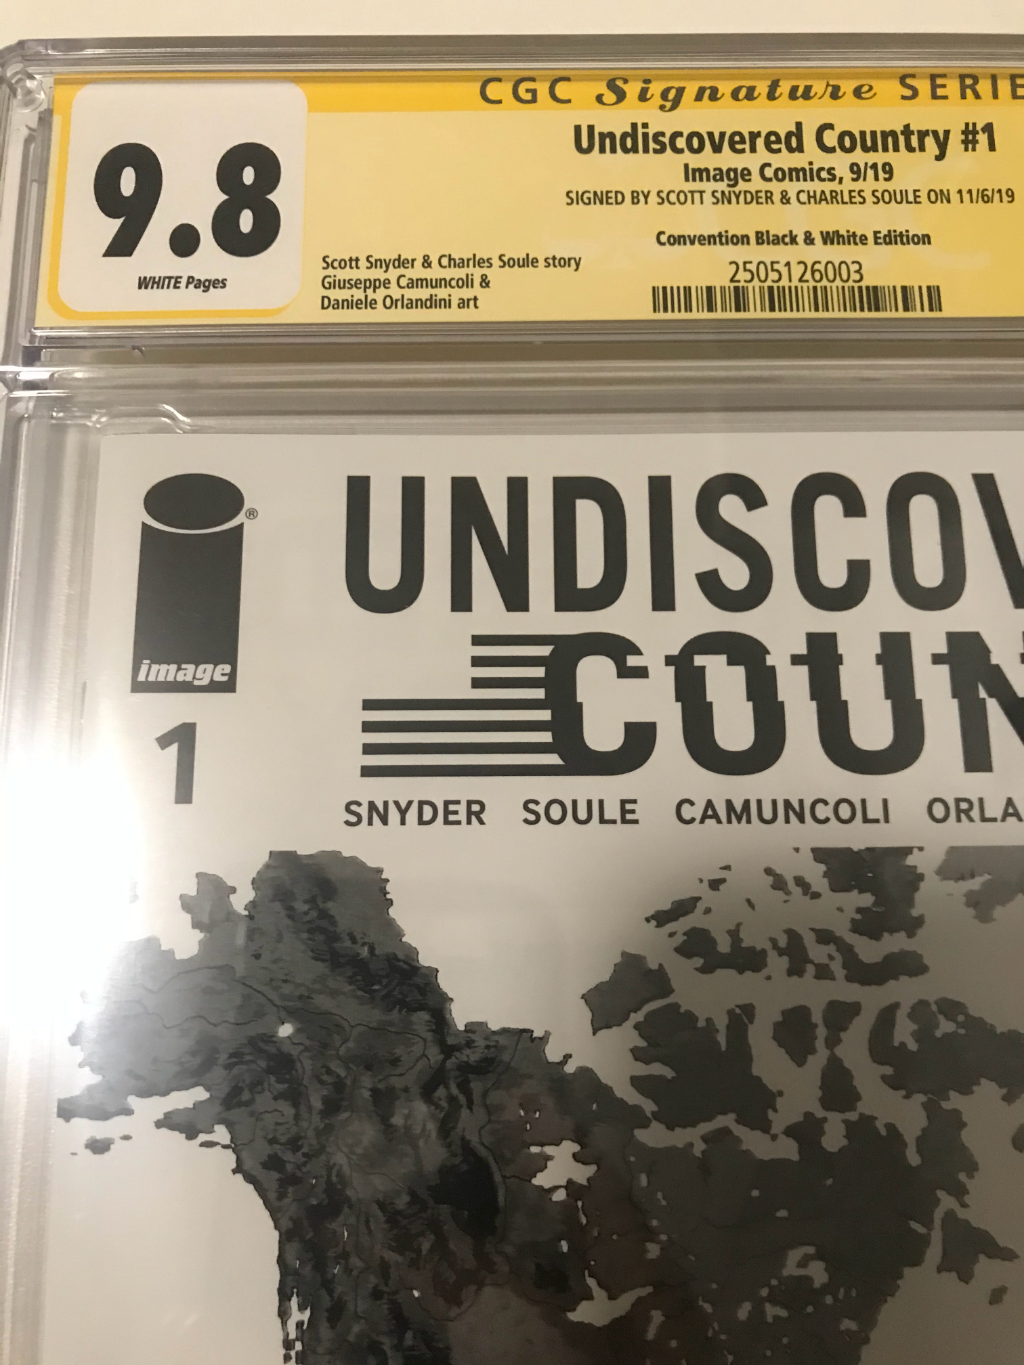 CGC Signature SERIE
Undiscovered Country #1
Image Comics, 9/19
SIGNED BY SCOTT SNYDER & CHARLES SOULE ON 11/6/19
9.8
WHITE Pages
Convention Black & White Edition
Scott Snyder & Charles Soule story
Giuseppe Camuncoli &
Daniele Orlandini art
2505126003
UNDISCOV
®
image
COUN
1
SNYDER SOULE CAMUNCOLI ORLA